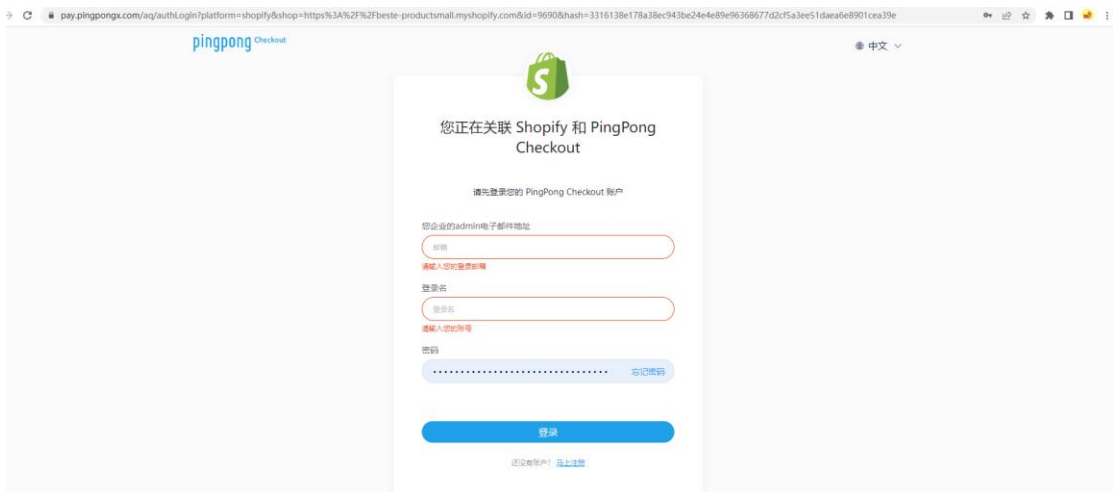 pay.pingpongx.com/aq/authLogin?platform=shopify&shop=https%3A%2F%2Fbeste-productsmall.myshopify.com&id=9690&hash=3316138e178a38ec943be24e4e89e96368677d2cf5a3ee51daea6e8901cea39e
pingpong Checkout
中文
您正在关联 Shopify 和 PingPong
Checkout
请先登录您的 PingPong Checkout 账户
您企业的admin电子邮件地址
邮箱
请输入您的登录邮箱
登录名
登录名
请输入您的账号
密码
忘记密码
登录
还没有账户? 马上注册